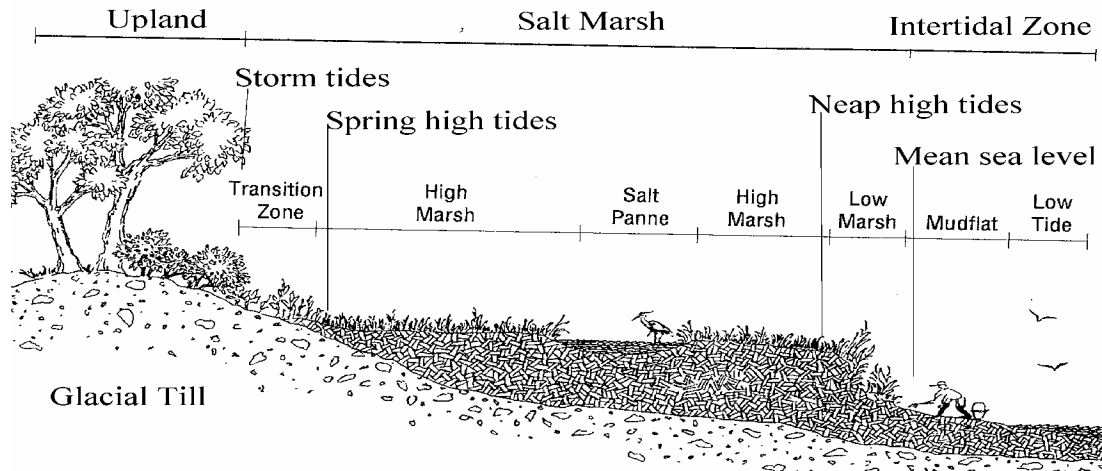 Upland
Salt Marsh
Intertidal Zone
Storm tides
Neap high tides
Spring high tides
Mean sea level
Transition
Zone
High
Marsh
Salt
Panne
High
Marsh
Low
Marsh
Mudflat
Low
Tide
Glacial Till